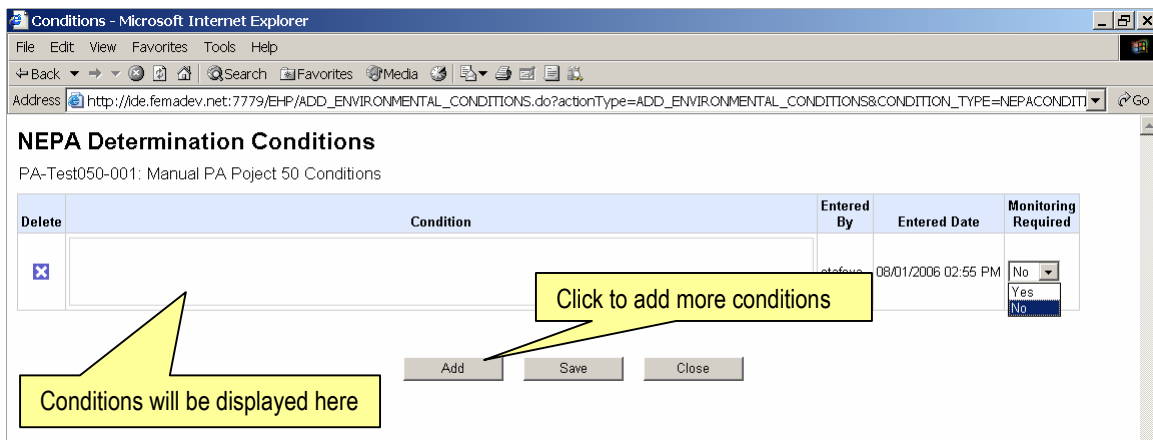 Conditions - Microsoft Internet Explorer
File Edit View Favorites Tools Help
Back Search Favorites Media
Address http://ide.femadev.net:7779/EHP/ADD_ENVIRONMENTAL_CONDITIONS.do?actionType=ADD_ENVIRONMENTAL_CONDITIONS&CONDITION_TYPE=NEPACONDITI Go
NEPA Determination Conditions
PA-Test050-001: Manual PA Poject 50 Conditions
Delete Condition Entered By Entered Date Monitoring Required
08/01/2006 02:55 PM No
Yes
No
Click to add more conditions
Add Save Close
Conditions will be displayed here